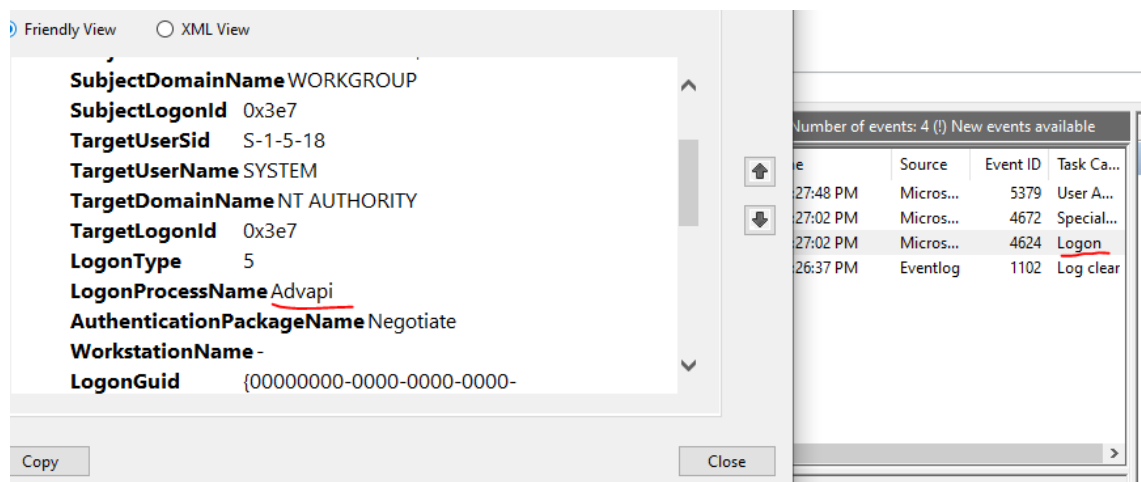 Friendly View XML View
SubjectDomainName WORKGROUP
SubjectLogonId 0x3e7
TargetUserSid S-1-5-18
TargetUserName SYSTEM
TargetDomainName NT AUTHORITY
TargetLogonId 0x3e7
LogonType 5
LogonProcessName Advapi
AuthenticationPackageName Negotiate
WorkstationName -
LogonGuid {00000000-0000-0000-0000-
Copy Close
Number of events: 4 (!) New events available
Source Event ID Task Ca...
:27:48 PM Micros... 5379 User A...
:27:02 PM Micros... 4672 Special...
:27:02 PM Micros... 4624 Logon
:26:37 PM Eventlog 1102 Log clear